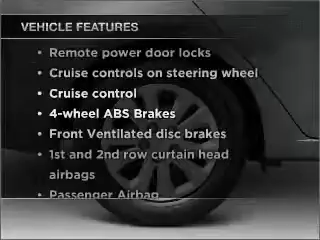 VEHICLE FEATURES
• Remote power door locks
• Cruise controls on steering wheel
• Cruise control
• 4-wheel ABS Brakes
• Front Ventilated disc brakes
• 1st and 2nd row curtain head
airbags
• Passenger Airbag